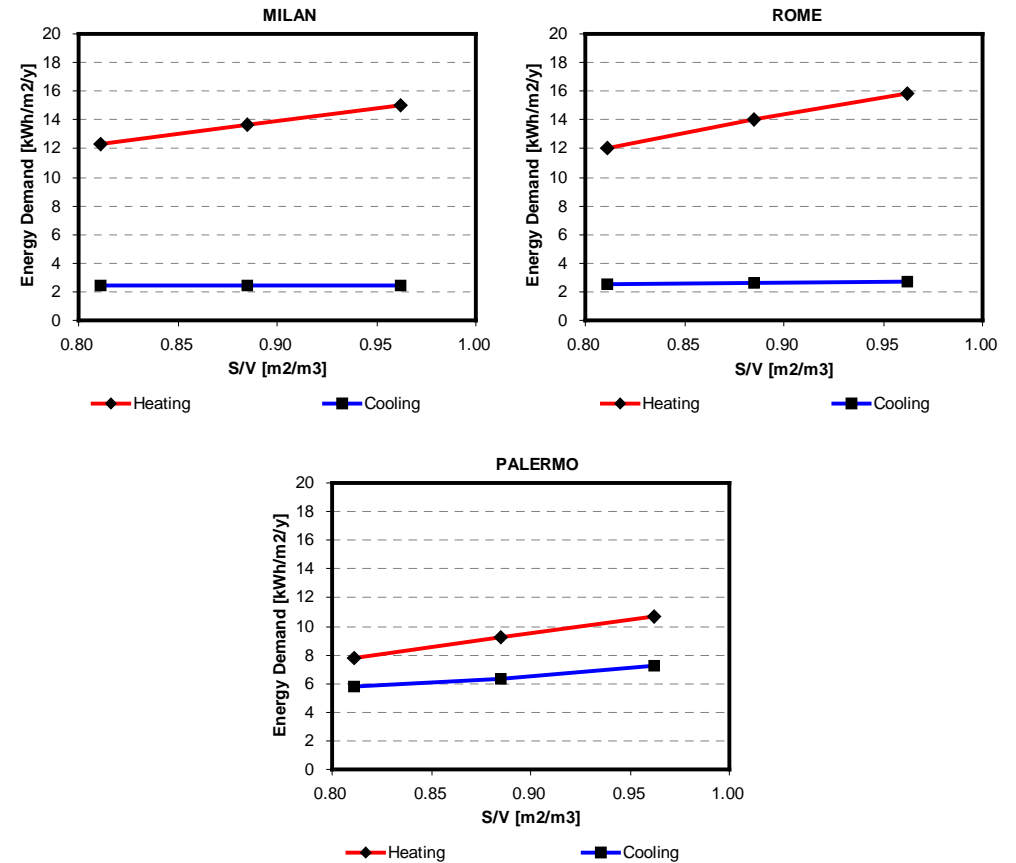 MILAN
Energy Demand [kWh/m2/y]
20
18
16
14
12
10
8
6
4
2
0
0.80 0.85 0.90 0.95 1.00
S/V [m2/m3]
Heating Cooling
ROME
Energy Demand [kWh/m2/y]
20
18
16
14
12
10
8
6
4
2
0
0.80 0.85 0.90 0.95 1.00
S/V [m2/m3]
Heating Cooling
PALERMO
Energy Demand [kWh/m2/y]
20
18
16
14
12
10
8
6
4
2
0
0.80 0.85 0.90 0.95 1.00
S/V [m2/m3]
Heating Cooling